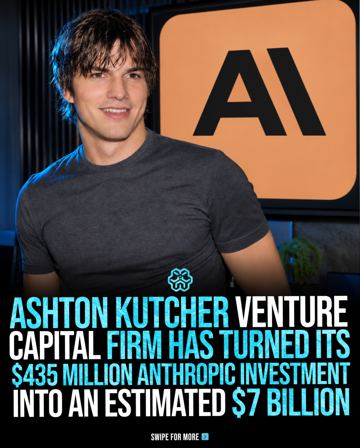 A\
ASHTON KUTCHER VENTURE
CAPITAL FIRM HAS TURNED ITS
$435 MILLION ANTHROPIC INVESTMENT
INTO AN ESTIMATED $7 BILLION
SWIPE FOR MORE